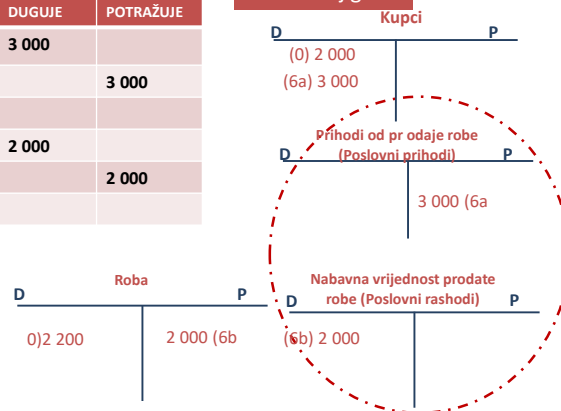 DUGUJE POTRAŽUJE
3 000
3 000
2 000
2 000
Kupci
D P
(0) 2 000
(6a) 3 000
Prihodi od pr odaje robe
D (Poslovni prihodi) P
3 000 (6a
Roba
D P
0)2 200 2 000 (6b
Nabavna vrijednost prodate
D robe (Poslovni rashodi) P
(6b) 2 000